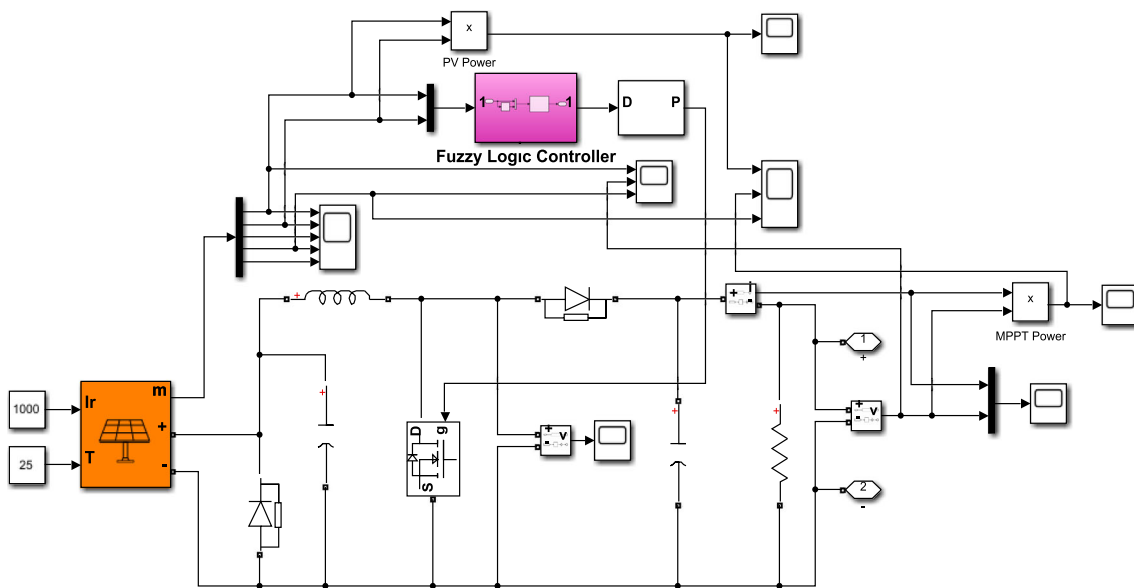 x
PV Power
1
1
D
P
Fuzzy Logic Controller
+
+
-
i
x
MPPT Power
1
+
1000
Ir
m
+
+
+
+
+
-
v
T
+
-
25
D
g
S
+
-
v
2
-